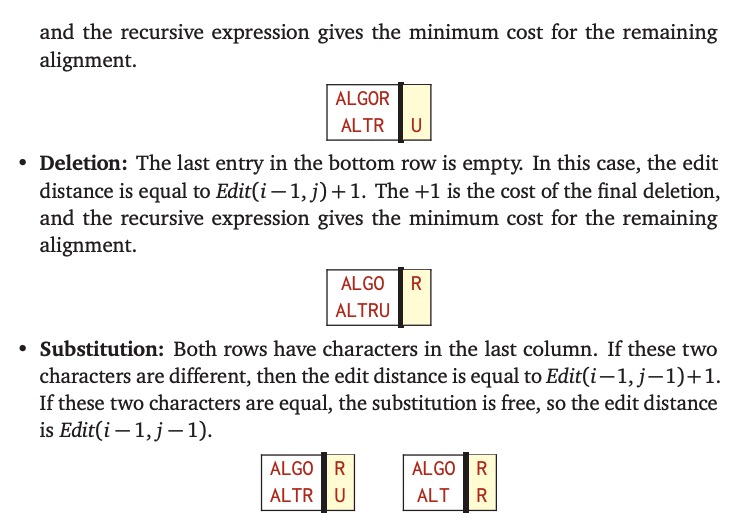 and the recursive expression gives the minimum cost for the remaining
alignment.
ALGOR
ALTR U
• Deletion: The last entry in the bottom row is empty. In this case, the edit
distance is equal to Edit(i − 1, j) + 1. The +1 is the cost of the final deletion,
and the recursive expression gives the minimum cost for the remaining
alignment.
ALGO R
ALTRU
• Substitution: Both rows have characters in the last column. If these two
characters are different, then the edit distance is equal to Edit(i − 1, j − 1) + 1.
If these two characters are equal, the substitution is free, so the edit distance
is Edit(i − 1, j − 1).
ALGO R ALGO R
ALTR U ALT R